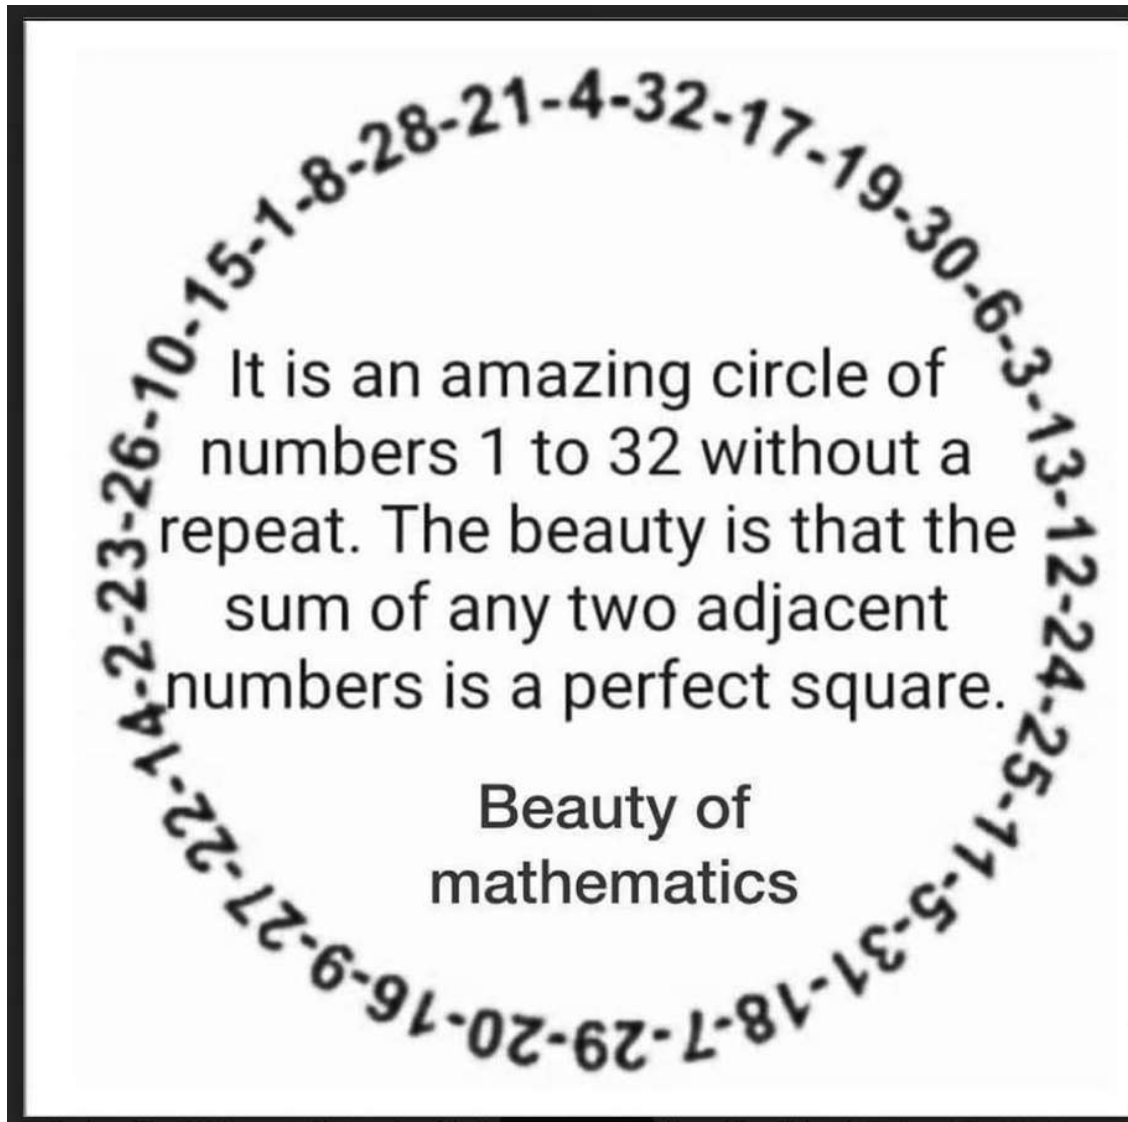 1-8-28-21-4-32-17-19-30-6-3-13-12-24-25-11-5-31-18-7-29-20-16-9-27-22-14-2-23-26-10-15-
It is an amazing circle of
numbers 1 to 32 without a
repeat. The beauty is that the
sum of any two adjacent
numbers is a perfect square.
Beauty of
mathematics